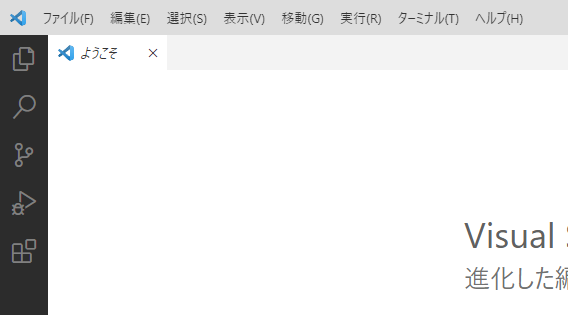 ファイル(F) 編集(E) 選択(S) 表示(V) 移動(G) 実行(R) ターミナル(T) ヘルプ(H)
ようこそ
Visual
進化した編